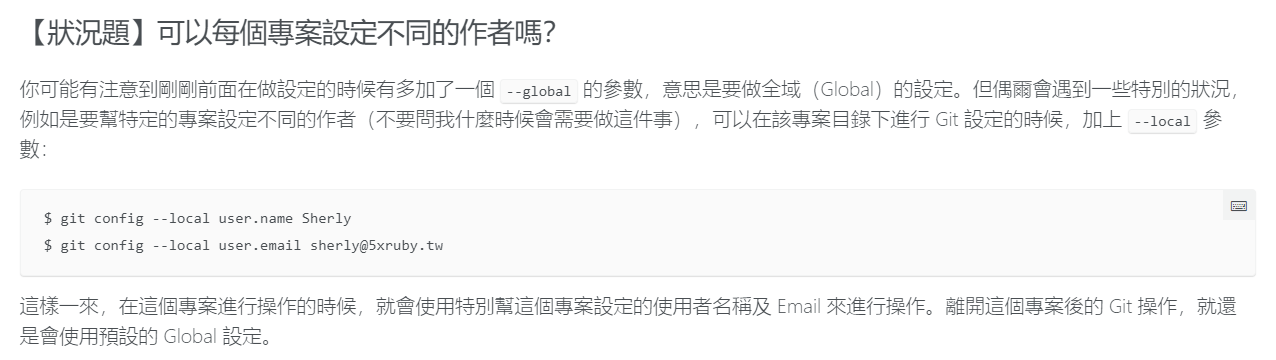 【狀況題】可以每個專案設定不同的作者嗎？
你可能有注意到剛剛前面在做設定的時候有多加了一個 --global 的參數，意思是要做全域（Global）的設定。但偶爾會遇到一些特別的狀況，
例如是要幫特定的專案設定不同的作者（不要問我什麼時候會需要做這件事），可以在該專案目錄下進行 Git 設定的時候，加上 --local 參
數：
$ git config --local user.name Sherly
$ git config --local user.email sherly@5xruby.tw
這樣一來，在這個專案進行操作的時候，就會使用特別幫這個專案設定的使用者名稱及 Email 來進行操作。離開這個專案後的 Git 操作，就還
是會使用預設的 Global 設定。